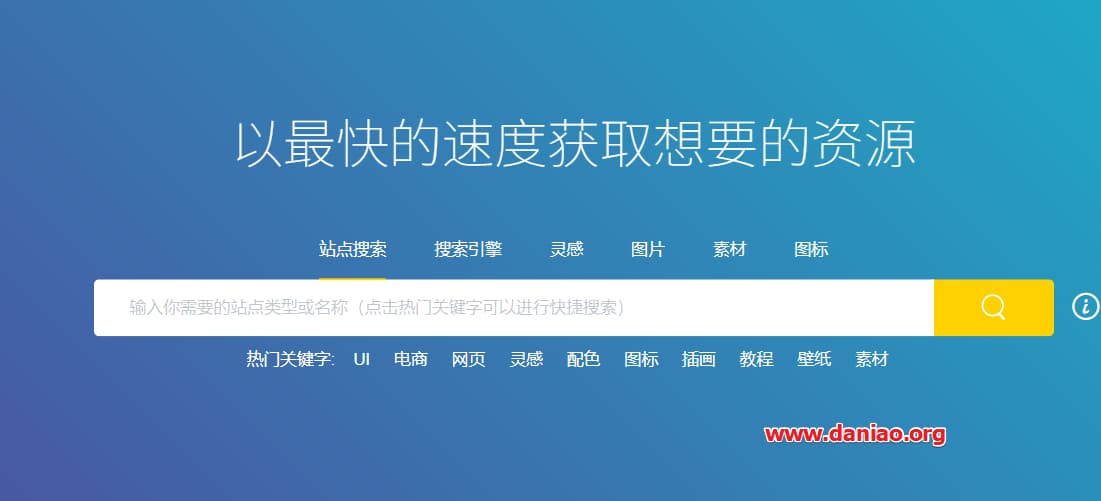 以最快的速度获取想要的资源
站点搜索 搜索引擎 灵感 图片 素材 图标
输入你需要的站点类型或名称（点击热门关键字可以进行快捷搜索）
热门关键字: UI 电商 网页 灵感 配色 图标 插画 教程 壁纸 素材
www.daniao.org